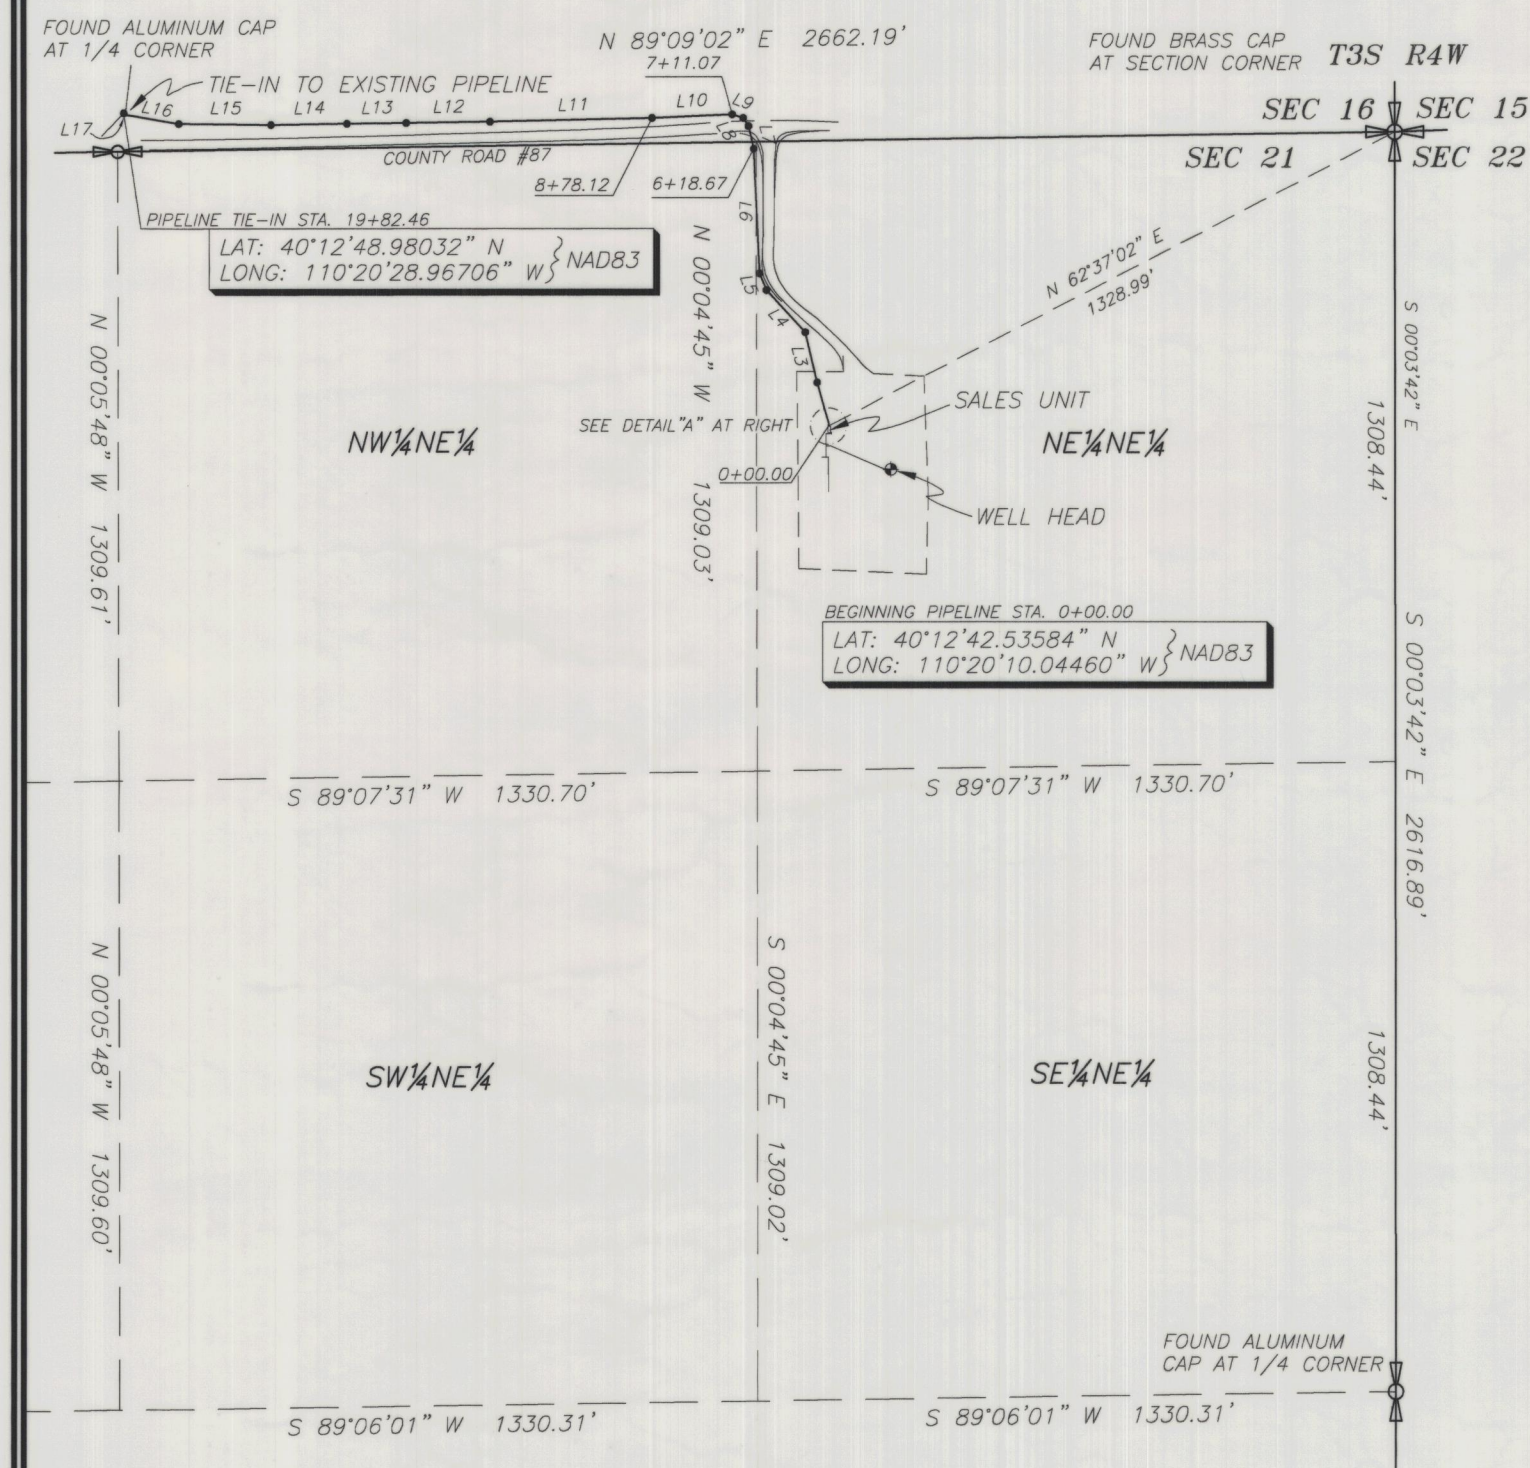 FOUND ALUMINUM CAP
AT 1/4 CORNER
N 89°09'02" E 2662.19'
7+11.07
FOUND BRASS CAP
AT SECTION CORNER
T3S R4W
TIE-IN TO EXISTING PIPELINE
L17
L16
L15
L14
L13
L12
L11
L10
L9
L8
L7
SEC 16
SEC 15
SEC 21
SEC 22
COUNTY ROAD #87
8+78.12
6+18.67
L6
PIPELINE TIE-IN STA. 19+82.46
LAT: 40°12'48.98032" N
LONG: 110°20'28.96706" W
NAD83
N 62°37'02" E
1328.99'
L5
L4
L3
N 00°05'48" W 1309.61'
N 00°04'45" W 1309.03'
S 00°03'42" E
1308.44'
NW¼NE¼
SEE DETAIL "A" AT RIGHT
SALES UNIT
NE¼NE¼
0+00.00
WELL HEAD
BEGINNING PIPELINE STA. 0+00.00
LAT: 40°12'42.53584" N
LONG: 110°20'10.04460" W
NAD83
S 00°03'42" E 2616.89'
S 89°07'31" W 1330.70'
S 89°07'31" W 1330.70'
N 00°05'48" W 1309.60'
S 00°04'45" E 1309.02'
1308.44'
SW¼NE¼
SE¼NE¼
FOUND ALUMINUM
CAP AT 1/4 CORNER
S 89°06'01" W 1330.31'
S 89°06'01" W 1330.31'